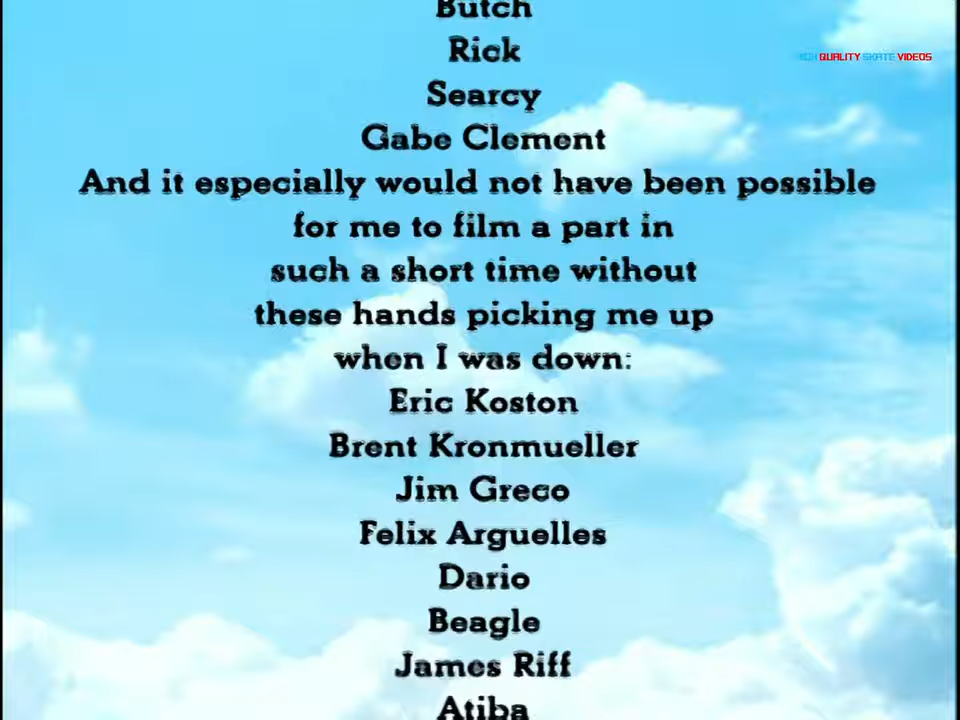 Butch
HIGH QUALITY SKATE VIDEOS
Rick
Searcy
Gabe Clement
And it especially would not have been possible
for me to film a part in
such a short time without
these hands picking me up
when I was down:
Eric Koston
Brent Kronmueller
Jim Greco
Felix Arguelles
Dario
Beagle
James Riff
Atiba